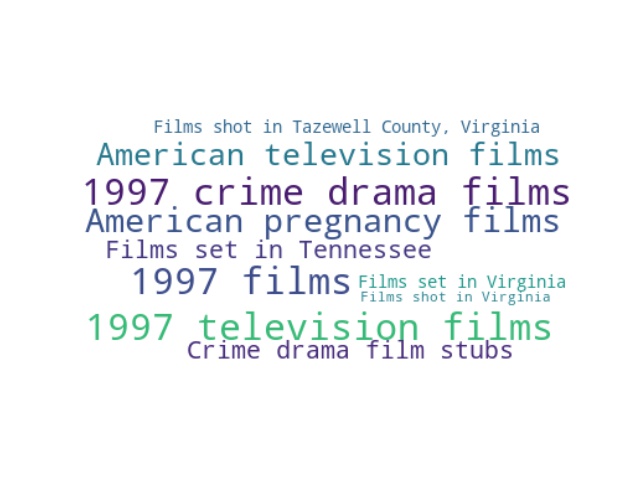 Films shot in Tazewell County, Virginia
American television films
1997 crime drama films
American pregnancy films
Films set in Tennessee
1997 films
Films set in Virginia
Films shot in Virginia
1997 television films
Crime drama film stubs